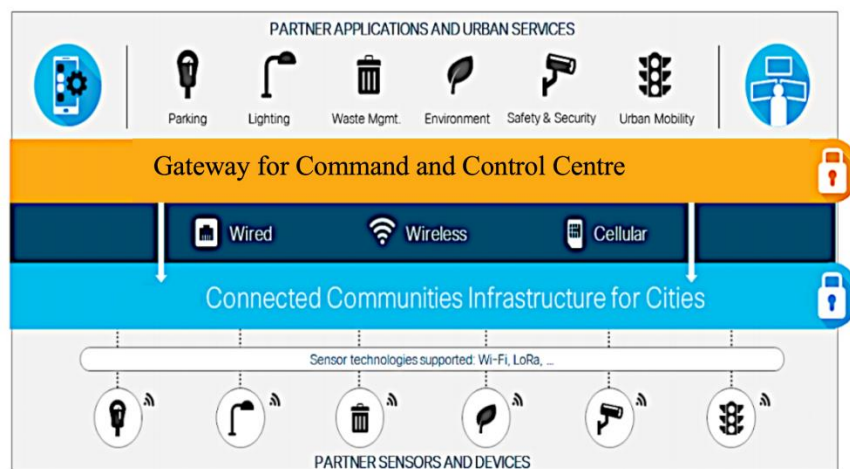 PARTNER APPLICATIONS AND URBAN SERVICES
Parking
Lighting
Waste Mgmt.
Environment
Safety & Security
Urban Mobility
Gateway for Command and Control Centre
Wired
Wireless
Cellular
Connected Communities Infrastructure for Cities
Sensor technologies supported: Wi-Fi, LoRa, ...
PARTNER SENSORS AND DEVICES